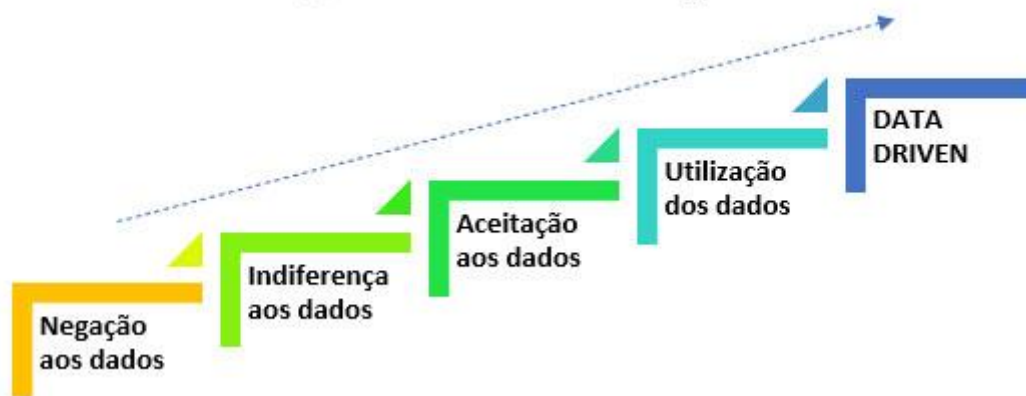 Negação
aos dados
Indiferença
aos dados
Aceitação
aos dados
Utilização
dos dados
DATA
DRIVEN